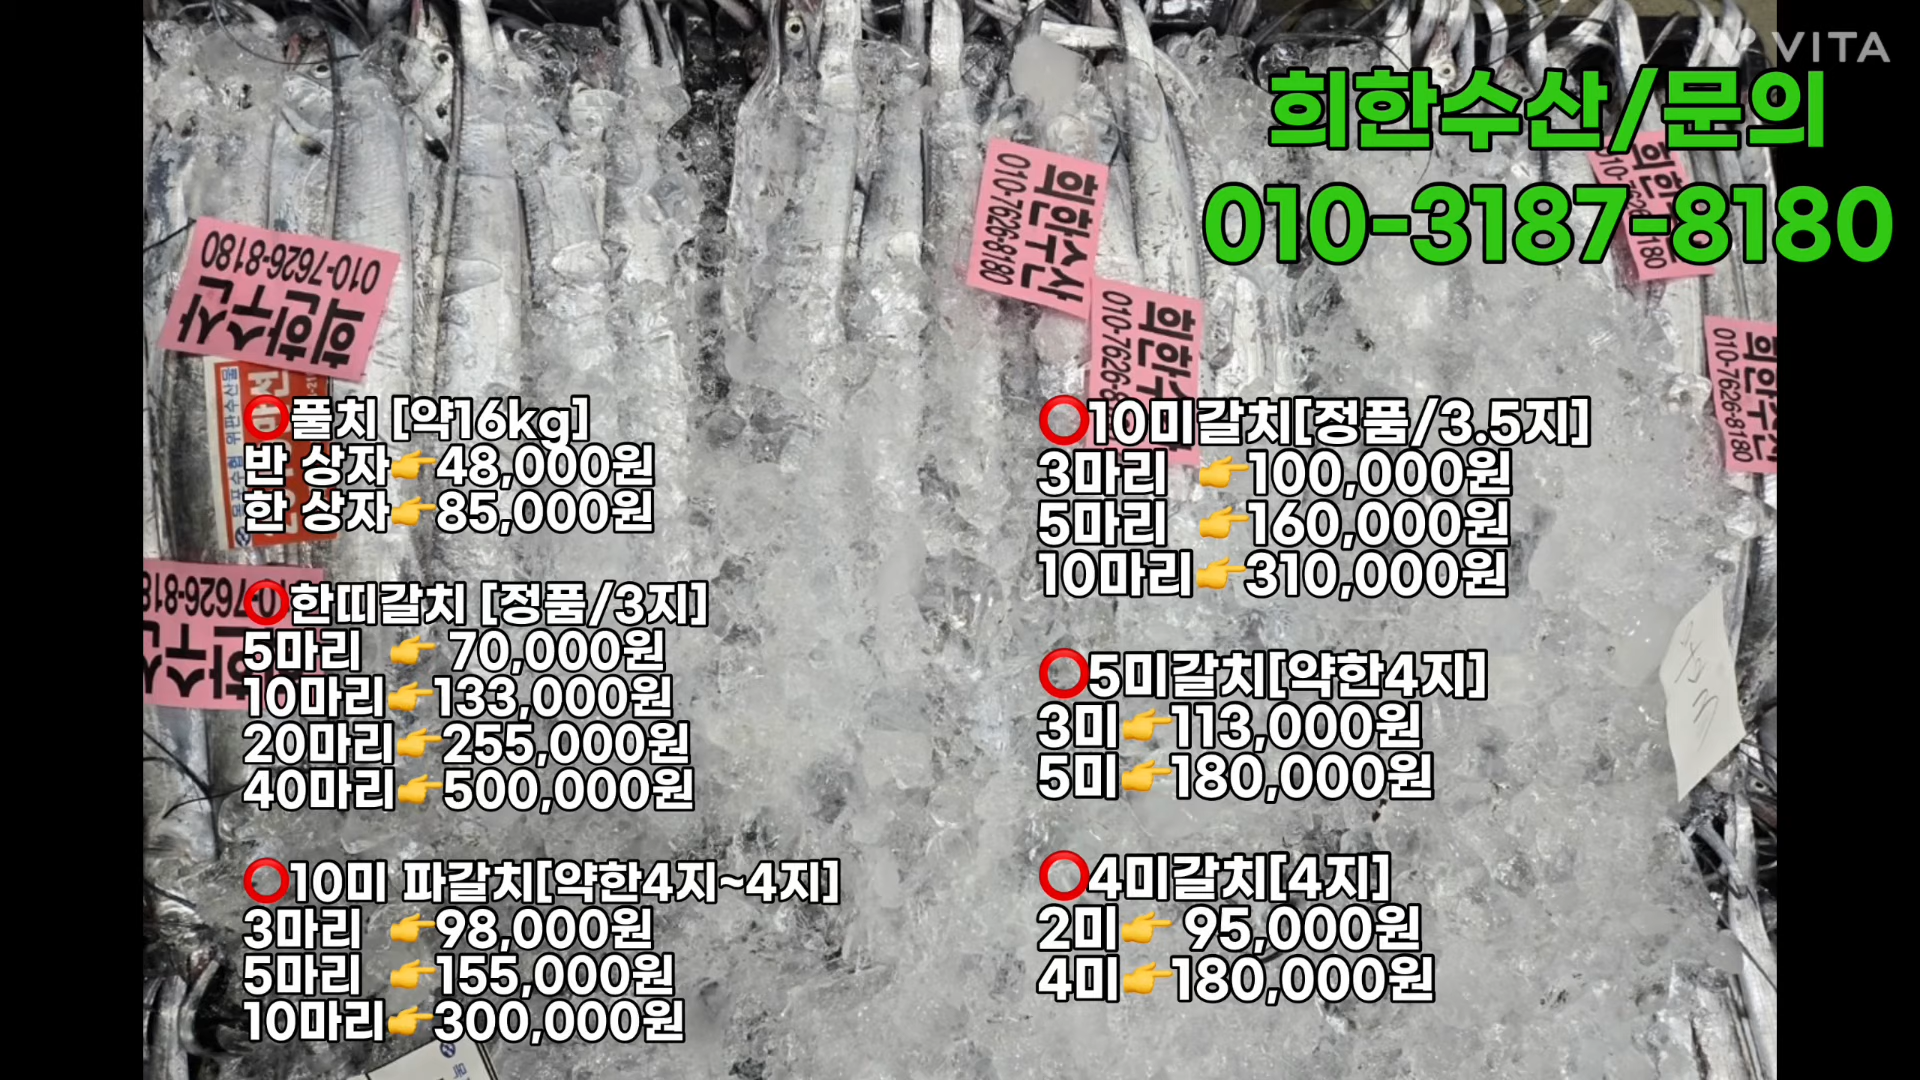 VITA
희한수산/문의
010-3187-8180
희한수산
010-7626-8180
희한수산
010-7626-8180
희한수
010-7626-8
희한수
010-7626-8180
010-7626-8180
희한수산
⭕풀치 [약16kg]
반 상자👉48,000원
한 상자👉85,000원
⭕한띠갈치 [정품/3지]
5마리 👉 70,000원
10마리👉133,000원
20마리👉255,000원
40마리👉500,000원
⭕10미 파갈치[약한4지~4지]
3마리 👉98,000원
5마리 👉155,000원
10마리👉300,000원
⭕10미갈치[정품/3.5지]
3마리 👉100,000원
5마리 👉160,000원
10마리👉310,000원
⭕5미갈치[약한4지]
3미👉113,000원
5미👉180,000원
⭕4미갈치[4지]
2미👉 95,000원
4미👉180,000원